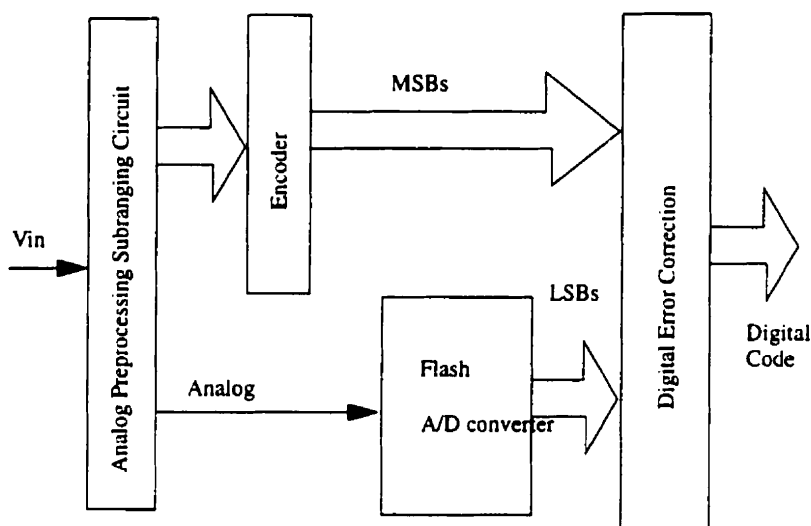 Analog Preprocessing Subranging Circuit
Encoder
MSBs
Vin
Analog
Flash
A/D converter
LSBs
Digital Error Correction
Digital
Code